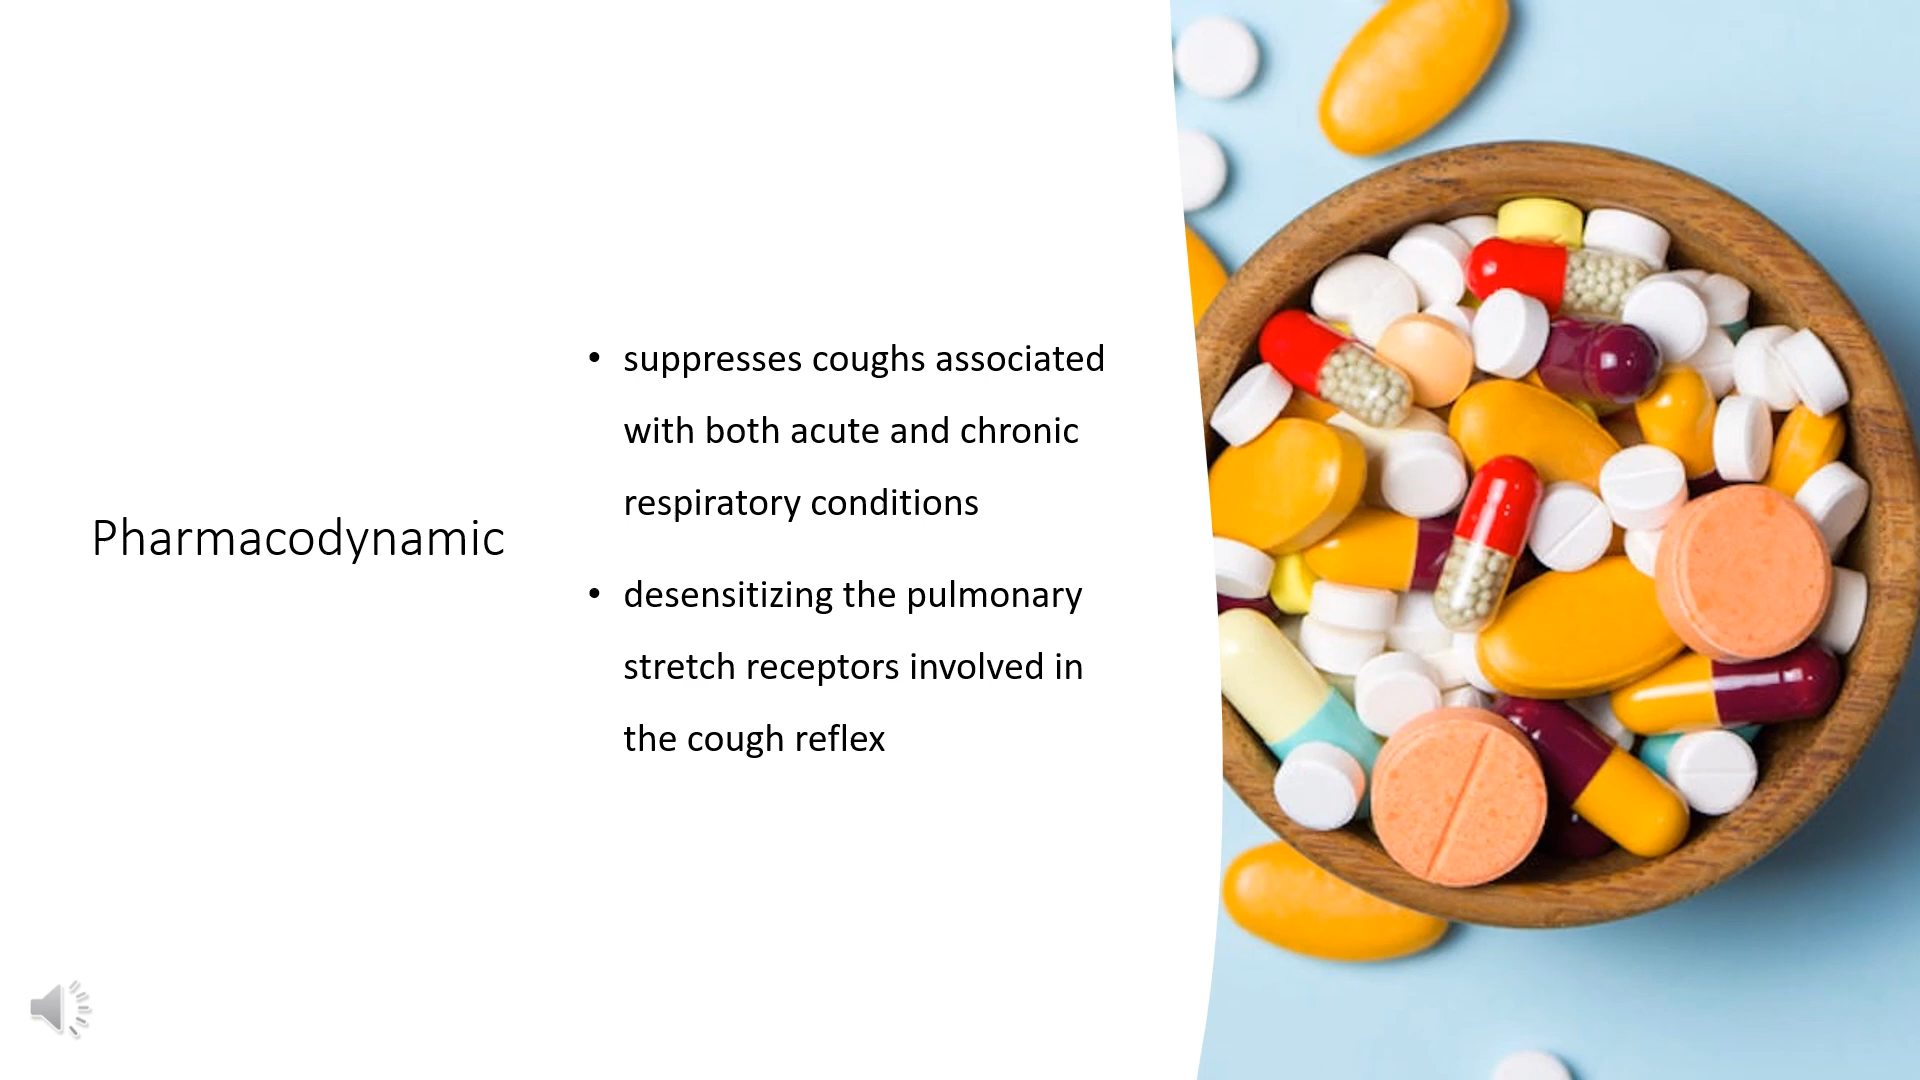 Pharmacodynamic
• suppresses coughs associated
with both acute and chronic
respiratory conditions
• desensitizing the pulmonary
stretch receptors involved in
the cough reflex